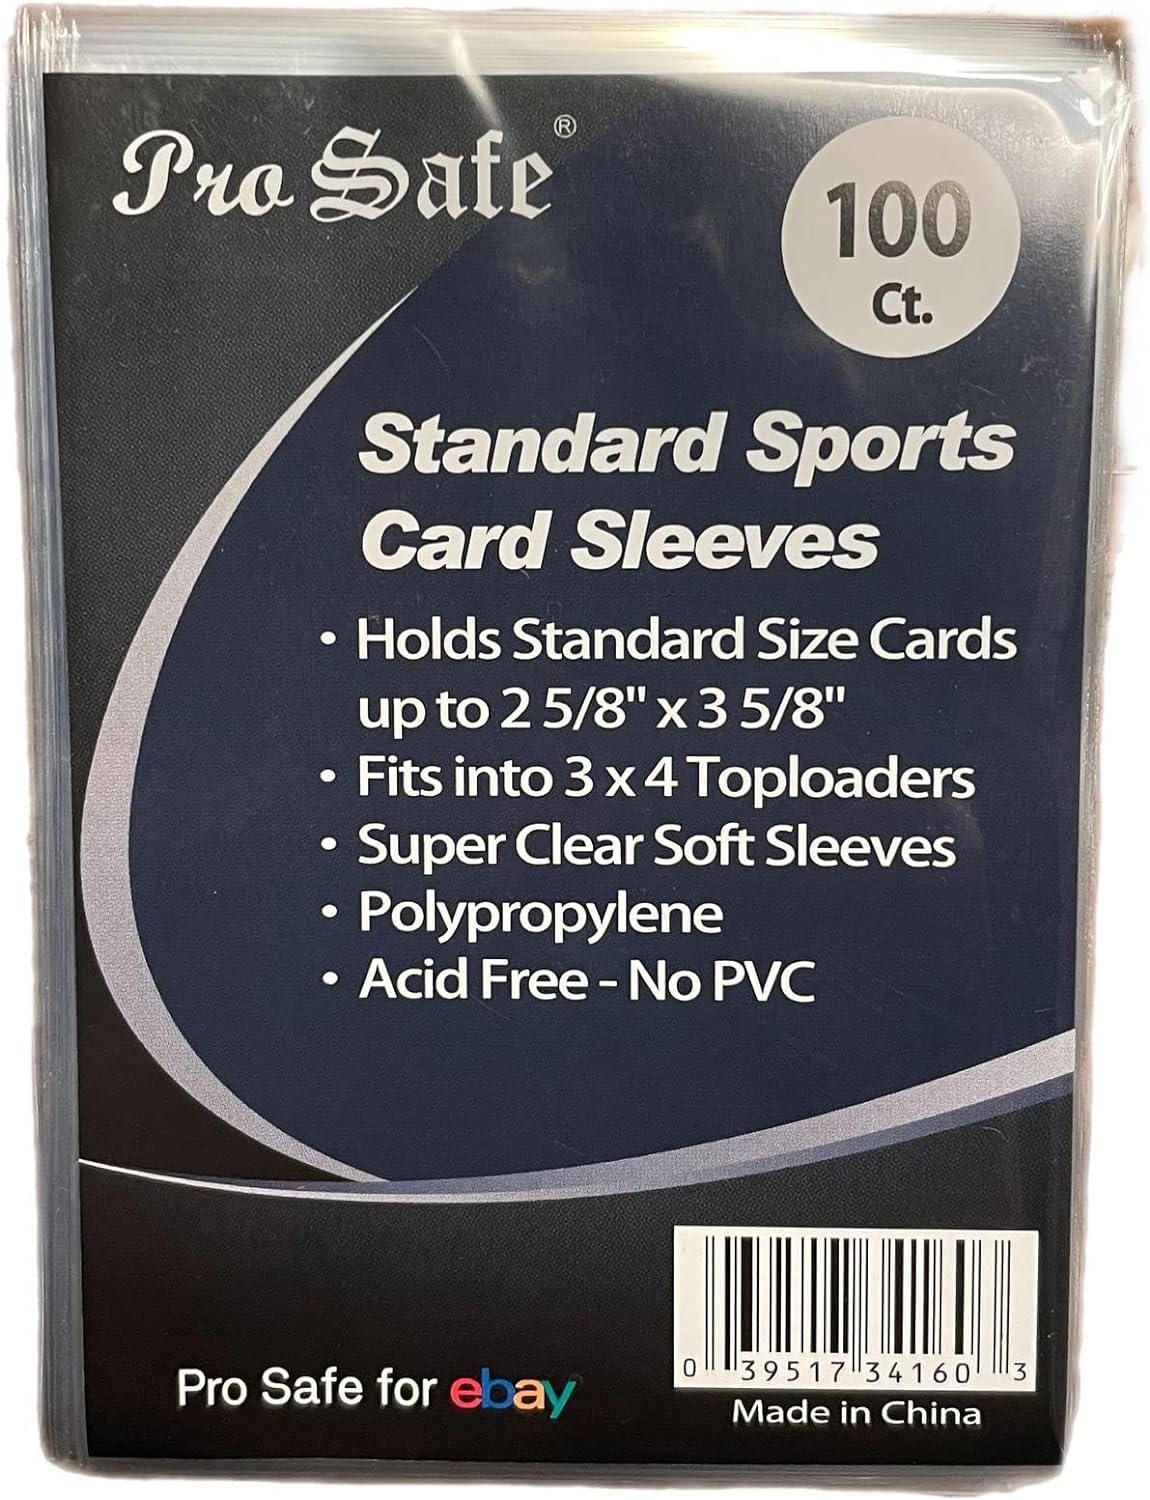 Pro Safe®
100
Ct.
Standard Sports
Card Sleeves
• Holds Standard Size Cards
up to 2 5/8" x 3 5/8"
• Fits into 3 x 4 Toploaders
• Super Clear Soft Sleeves
• Polypropylene
• Acid Free - No PVC
Pro Safe for ebay
0 39517 34160 3
Made in China